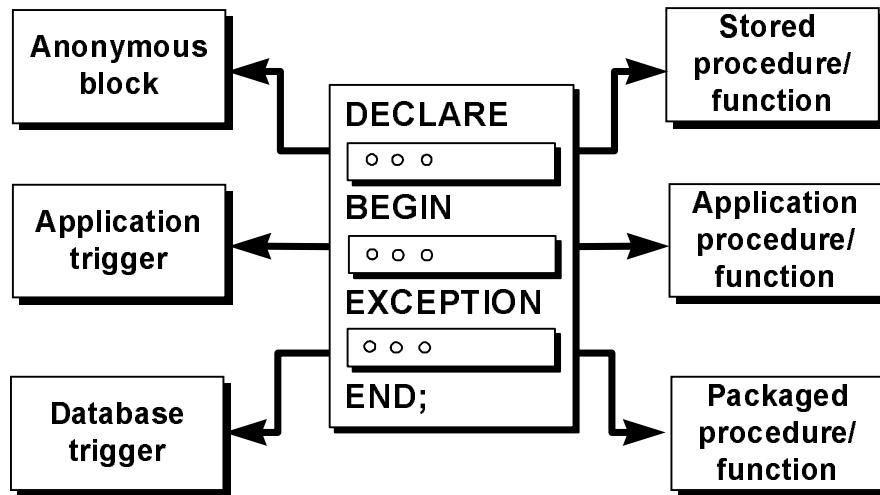 Anonymous
block
Application
trigger
Database
trigger
DECLARE
BEGIN
EXCEPTION
END;
Stored
procedure/
function
Application
procedure/
function
Packaged
procedure/
function